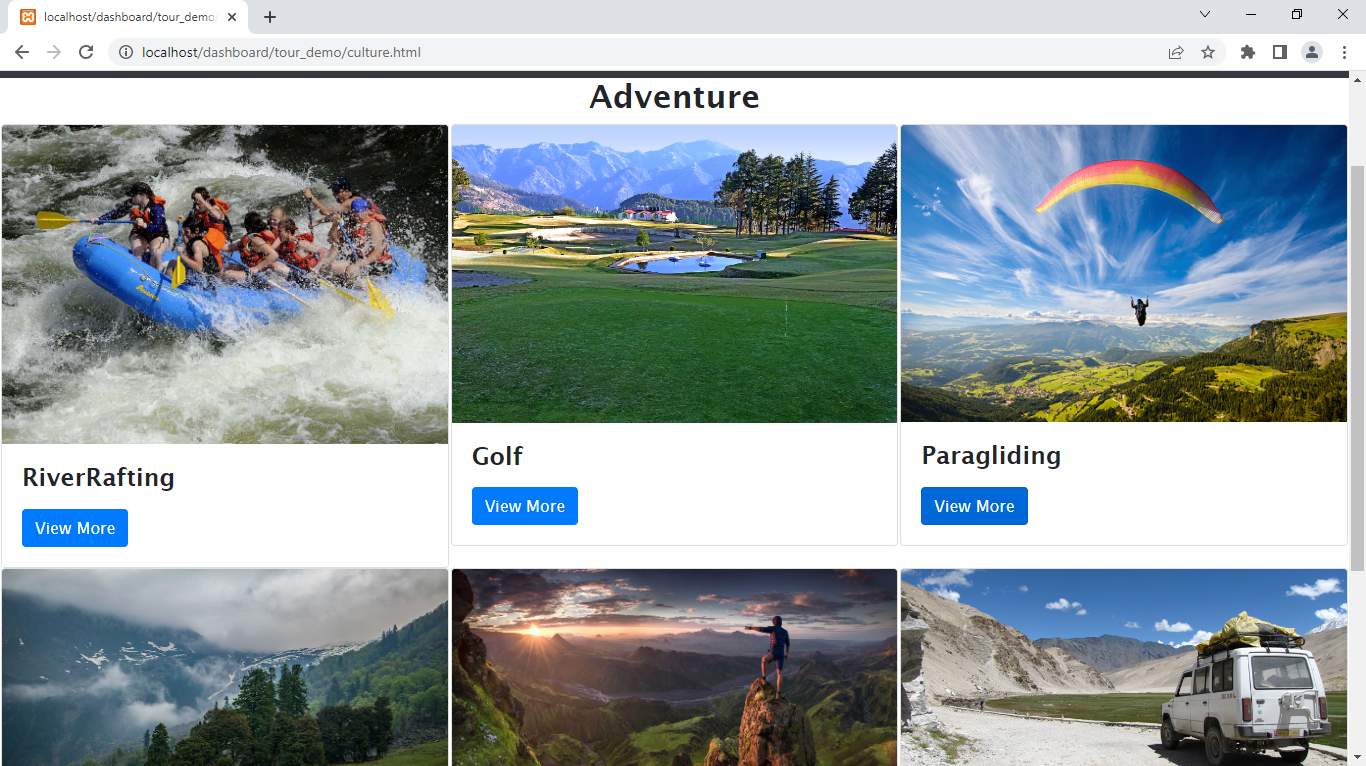 localhost/dashboard/tour_demo/
localhost/dashboard/tour_demo/culture.html
Adventure
RiverRafting
View More
Golf
View More
Paragliding
View More